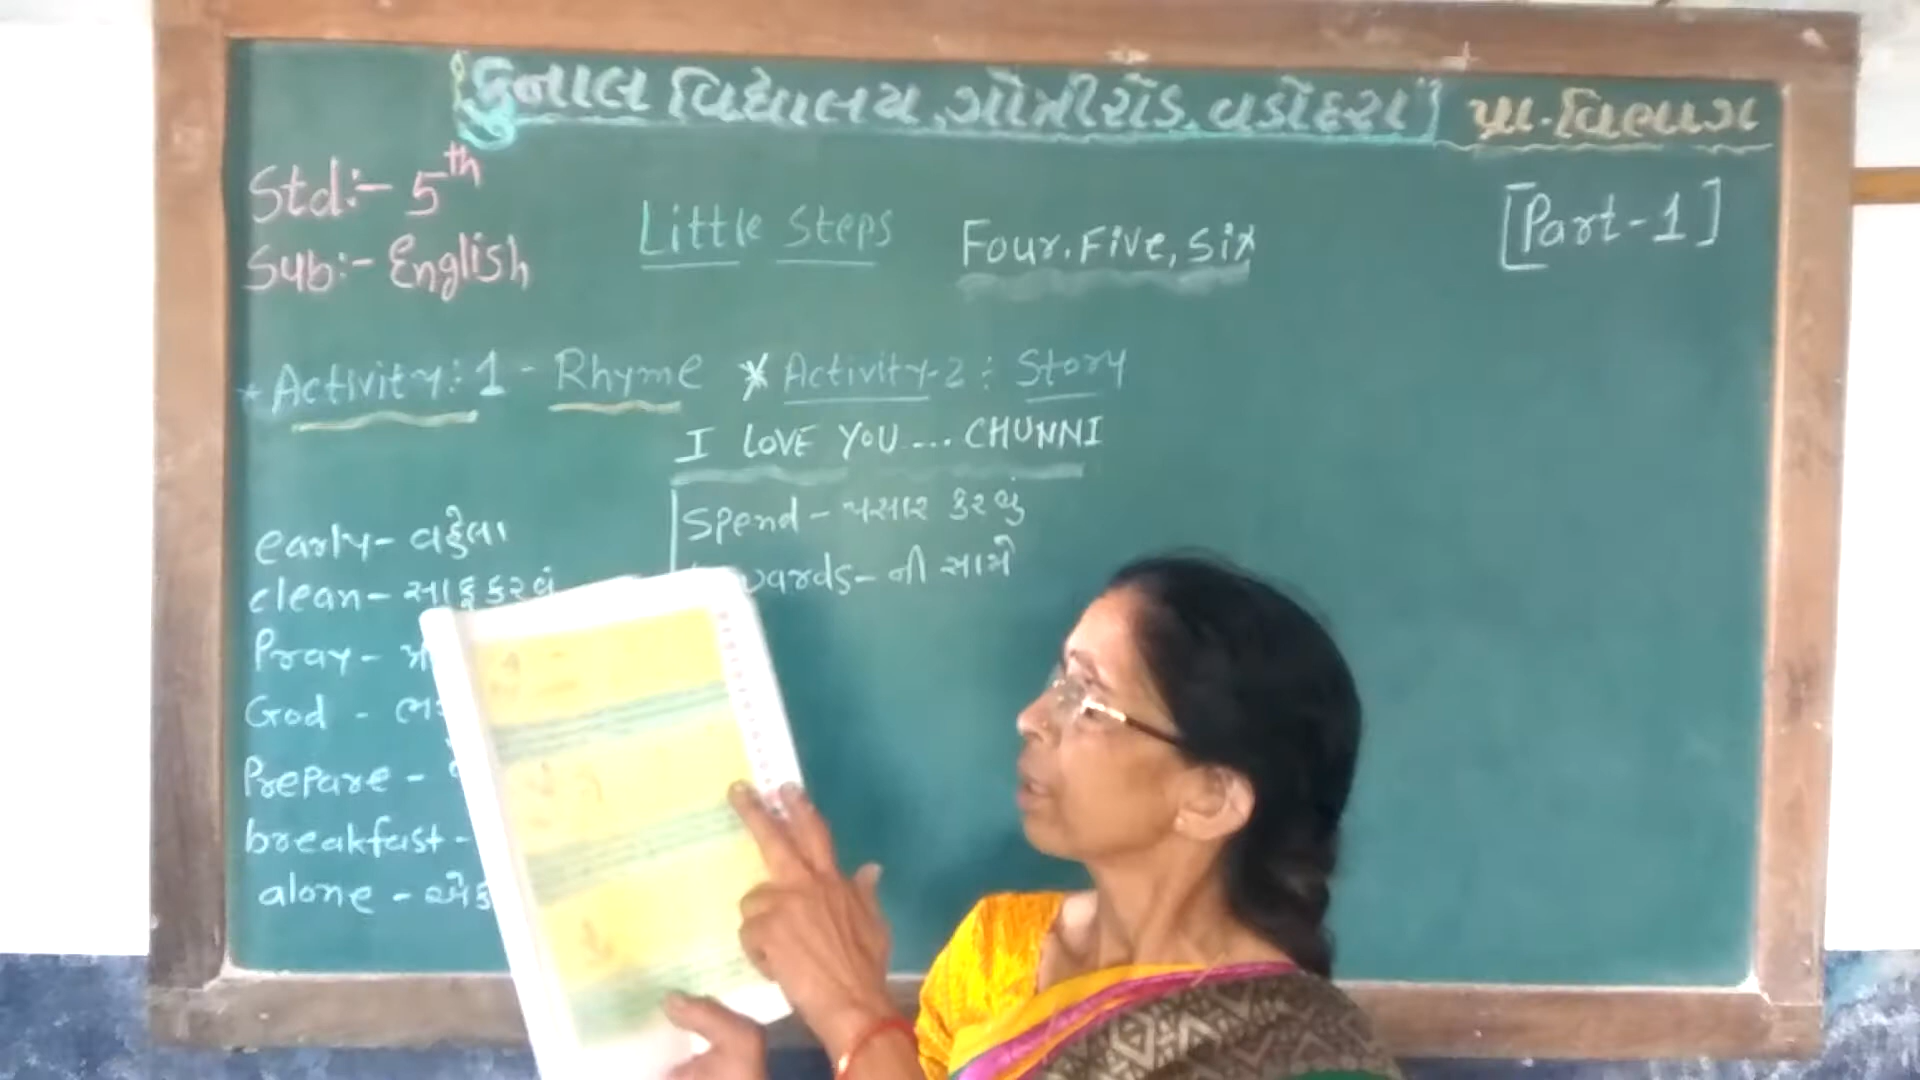 કુનાલ વિદ્યાલય, ગોત્રીરોડ, વડોદરા પ્રા. વિભાગ
Std:- 5th
Sub:- English
Little Steps
Four. Five, Six
[Part-1]
* Activity: 1 - Rhyme
* Activity-2 : Story
I LOVE YOU... CHUNNI
early- વહેલા
clean- સાફ કરવું
Pray-
God -
Prepare -
breakfast -
alone -
Spend - પસાર કરવું
wards- ની સામે